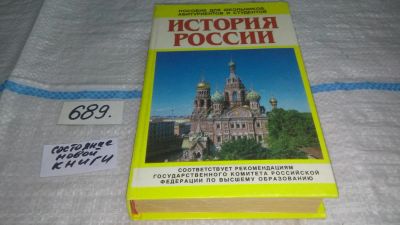 ПОСОБИЕ ДЛЯ ШКОЛЬНИКОВ,
АБИТУРИЕНТОВ И СТУДЕНТОВ
ИСТОРИЯ
РОССИИ
СООТВЕТСТВУЕТ РЕКОМЕНДАЦИЯМ
ГОСУДАРСТВЕННОГО КОМИТЕТА РОССИЙСКОЙ
ФЕДЕРАЦИИ ПО ВЫСШЕМУ ОБРАЗОВАНИЮ
689.
состояние
новой
книги